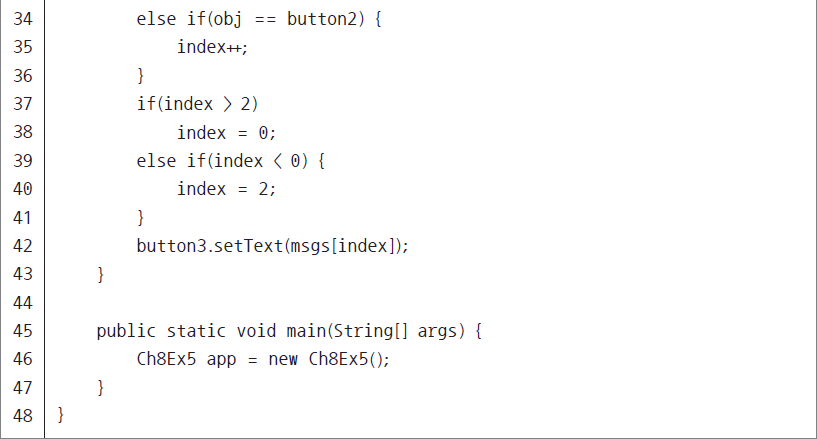 34 else if(obj == button2) {
35 index++;
36 }
37 if(index > 2)
38 index = 0;
39 else if(index < 0) {
40 index = 2;
41 }
42 button3.setText(msgs[index]);
43 }
44
45 public static void main(String[] args) {
46 Ch8Ex5 app = new Ch8Ex5();
47 }
48 }